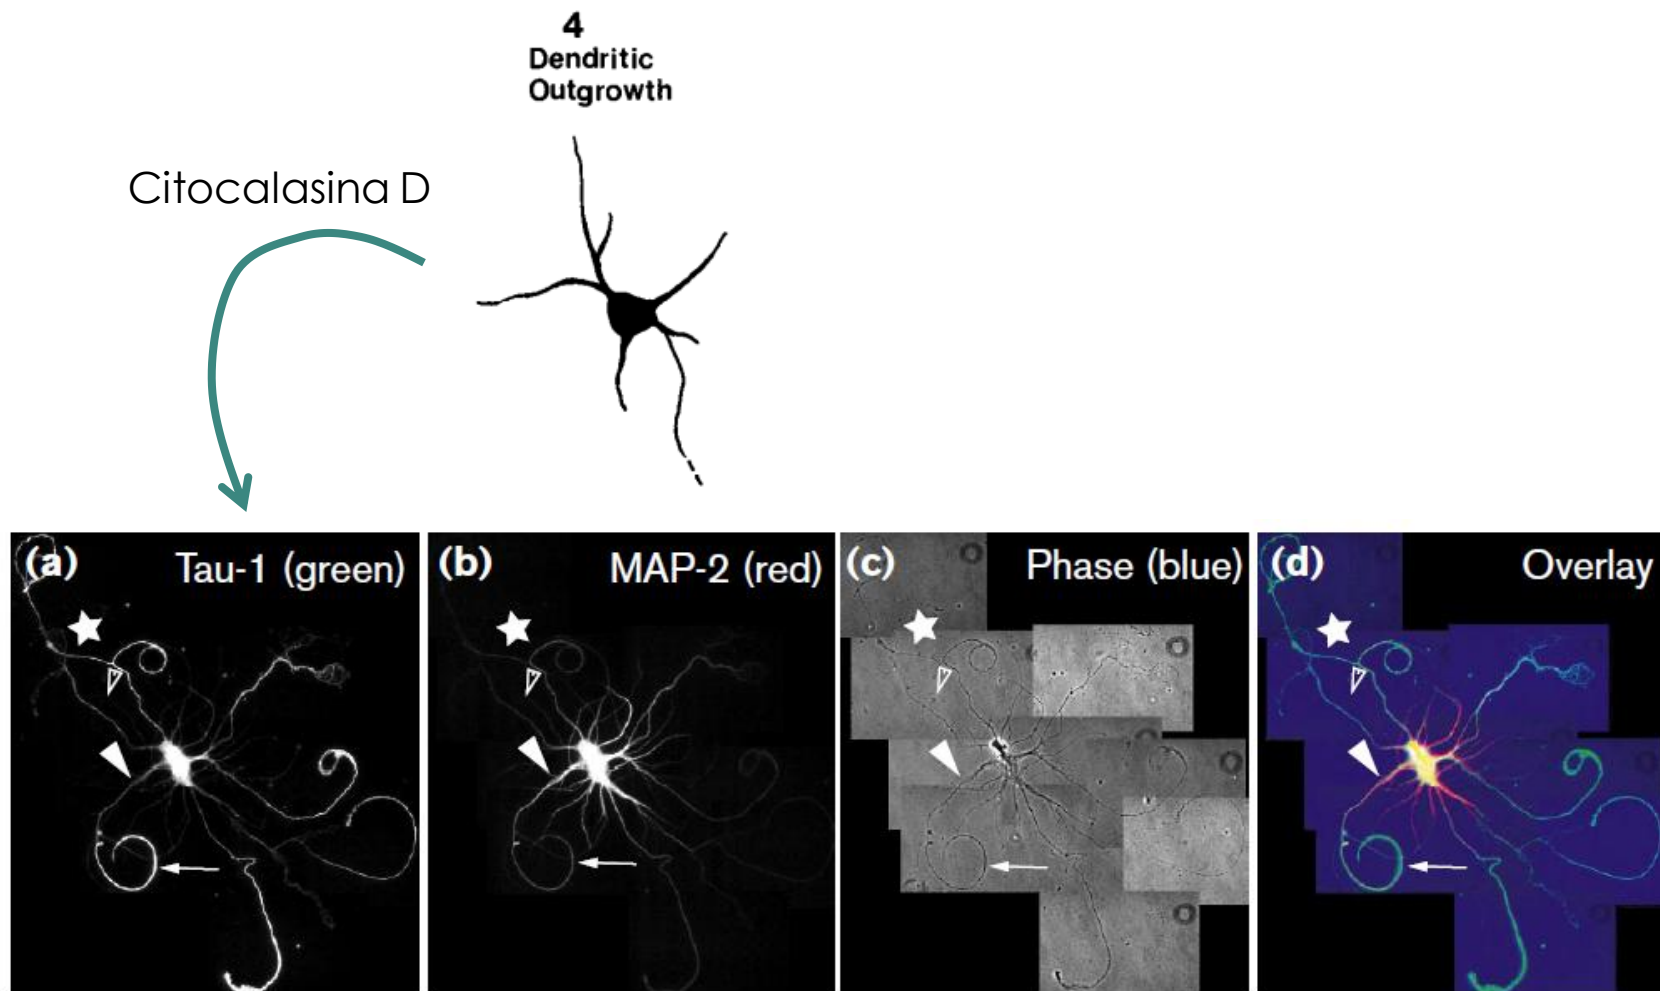 4
Dendritic
Outgrowth
Citocalasina D
(a) Tau-1 (green)
(b) MAP-2 (red)
(c) Phase (blue)
(d) Overlay